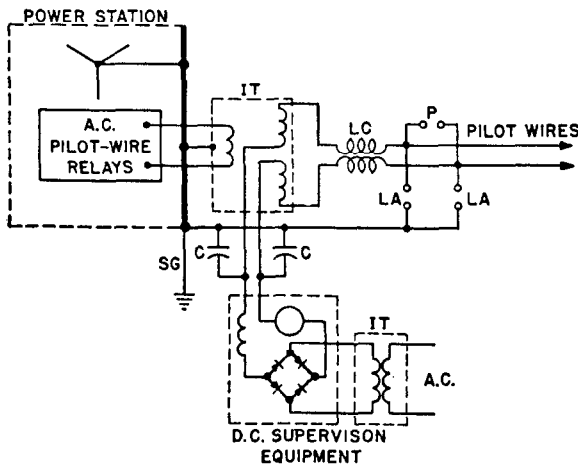 POWER STATION
IT
A.C.
PILOT-WIRE
RELAYS
LC
P
PILOT WIRES
LA
LA
SG
C
C
IT
A.C.
D.C. SUPERVISON
EQUIPMENT